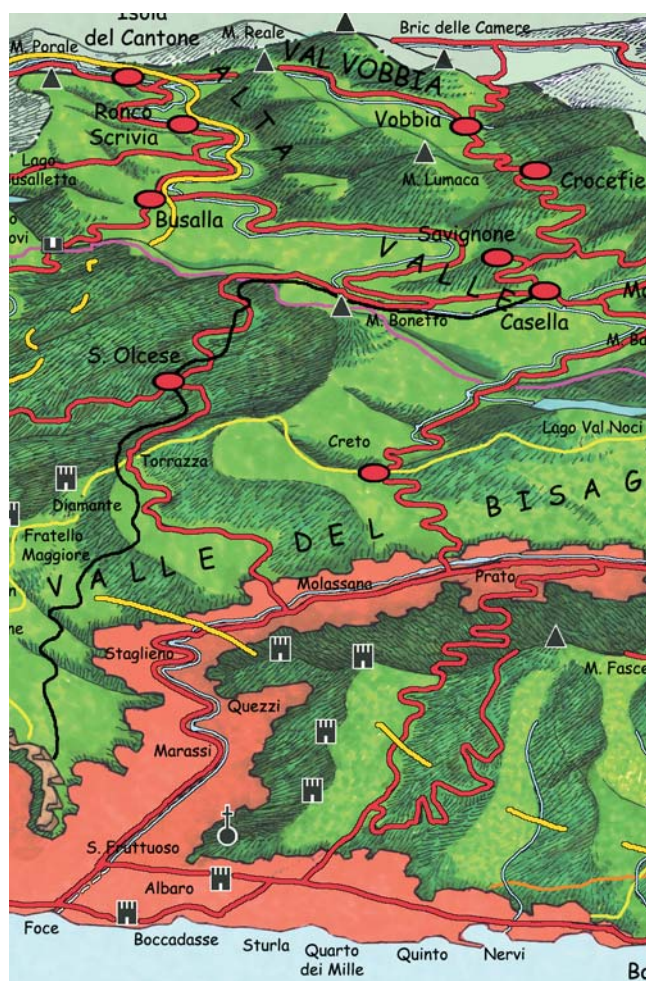 Isola
del Cantone
M. Reale
Bric delle Camere
M. Porale
VAL VOBBIA
ALTA
Ronco
Scrivia
Vobbia
Lago
M. Lumaca
Crocefie
Busalla
Savignone
VALLE
M. Bonetto
Casella
S. Olcese
Creto
Lago Val Noci
Torrazza
Diamante
Fratello
Maggiore
VALLE DEL BISAG
Molassana
Prato
Staglieno
M. Fasce
Quezzi
Marassi
S. Fruttuoso
Albaro
Foce
Boccadasse
Sturla
Quarto
dei Mille
Quinto
Nervi
Bo